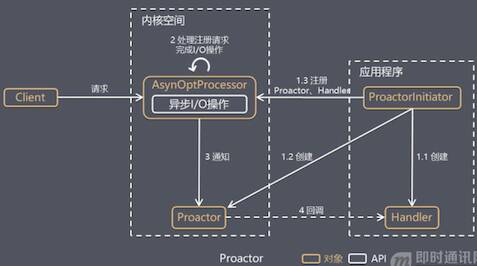 内核空间
2 处理注册请求
完成I/O操作
AsynOptProcessor
异步I/O操作
Client
请求
1.3 注册
Proactor、Handler
应用程序
ProactorInitiator
3 通知
1.2 创建
1.1 创建
Proactor
4 回调
Handler
Proactor
对象
API
即时通讯网